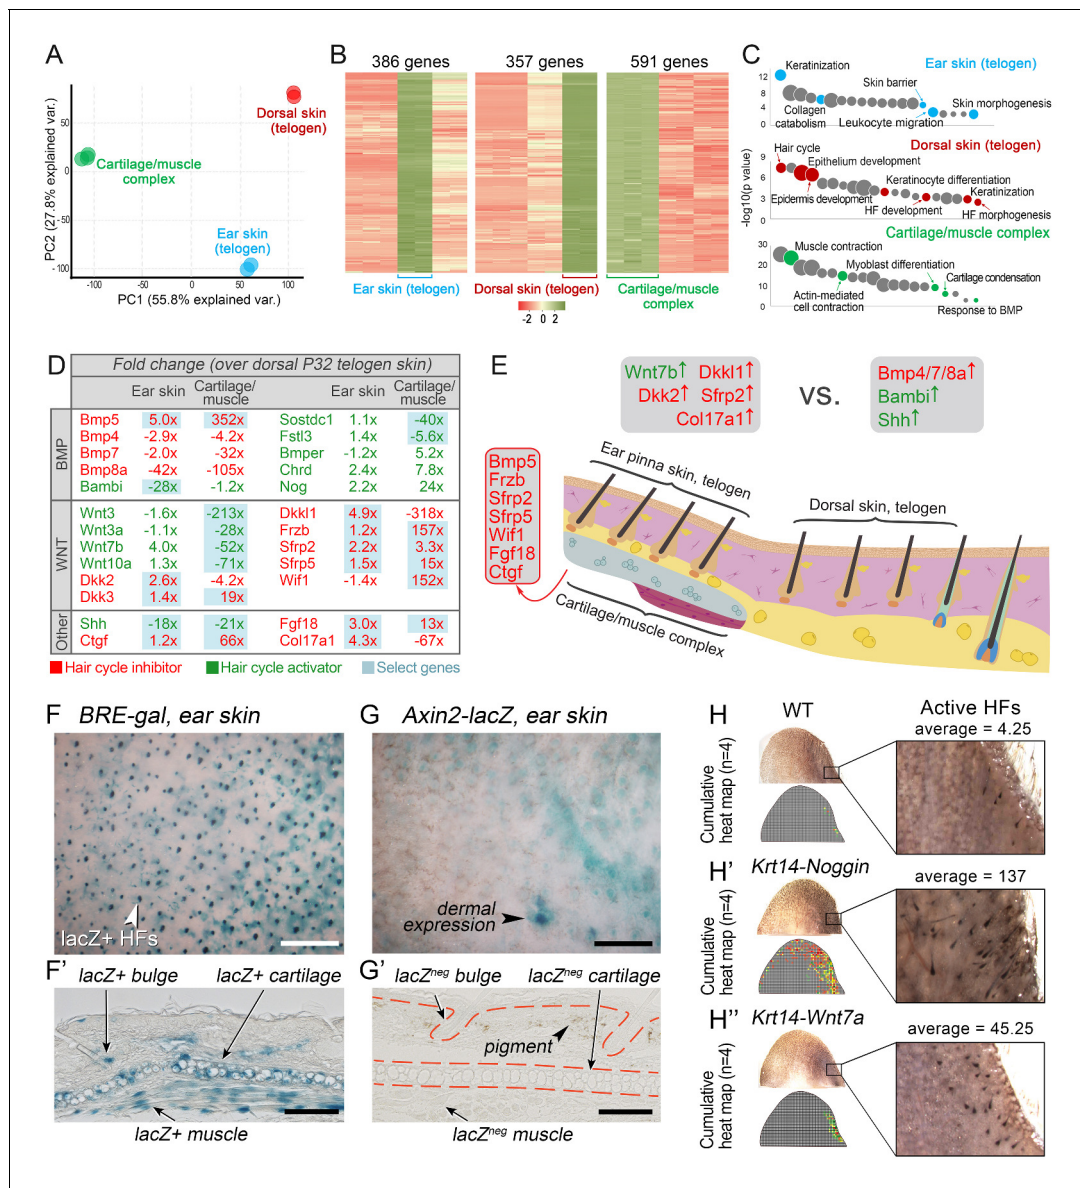 A
Dorsal skin
(telogen)
Cartilage/muscle
complex
Ear skin
(telogen)
PC2 (27.8% explained var.)
50
0
-50
-100
-100
-50
0
50
100
PC1 (55.8% explained var.)
B
386 genes
357 genes
591 genes
Ear skin (telogen)
Dorsal skin (telogen)
Cartilage/muscle
complex
-2 0 2
C
-log10(p value)
Ear skin (telogen)
12
8
4
0
Keratinization
Collagen
catabolism
Skin barrier
Leukocyte migration
Skin morphogenesis
Dorsal skin (telogen)
9
6
3
0
Hair cycle
Epithelium development
Epidermis development
Keratinocyte differentiation
HF development
Keratinization
HF morphogenesis
Cartilage/muscle complex
30
20
10
0
Muscle contraction
Myoblast differentiation
Cartilage condensation
Actin-mediated
cell contraction
Response to BMP
D
Fold change (over dorsal P32 telogen skin)
Ear skin Cartilage/muscle Ear skin Cartilage/muscle
BMP
Bmp5 5.0x 352x Sostdc1 1.1x -40x
Bmp4 -2.9x -4.2x Fstl3 1.4x -5.6x
Bmp7 -2.0x -32x Bmper -1.2x 5.2x
Bmp8a -42x -105x Chrd 2.4x 7.8x
Bambi -28x -1.2x Nog 2.2x 24x
WNT
Wnt3 -1.6x -213x Dkkl1 4.9x -318x
Wnt3a -1.1x -28x Frzb 1.2x 157x
Wnt7b 4.0x -52x Sfrp2 2.2x 3.3x
Wnt10a 1.3x -71x Sfrp5 1.5x 15x
Dkk2 2.6x -4.2x Wif1 -1.4x 152x
Dkk3 1.4x 19x
Other
Shh -18x -21x Fgf18 3.0x 13x
Ctgf 1.2x 66x Col17a1 4.3x -67x
Hair cycle inhibitor Hair cycle activator Select genes
E
Wnt7b↑ Dkkl1↑
Dkk2↑ Sfrp2↑
Col17a1↑
vs.
Bmp4/7/8a↑
Bambi↑
Shh↑
Bmp5
Frzb
Sfrp2
Sfrp5
Wif1
Fgf18
Ctgf
Ear pinna skin, telogen
Dorsal skin, telogen
Cartilage/muscle complex
F BRE-gal, ear skin
lacZ+ HFs
G Axin2-lacZ, ear skin
dermal
expression
F'
lacZ+ bulge
lacZ+ cartilage
lacZ+ muscle
G'
lacZneg bulge
lacZneg cartilage
pigment
lacZneg muscle
H
WT
Active HFs
average = 4.25
Cumulative
heat map (n=4)
H' Krt14-Noggin
average = 137
Cumulative
heat map (n=4)
H" Krt14-Wnt7a
average = 45.25
Cumulative
heat map (n=4)